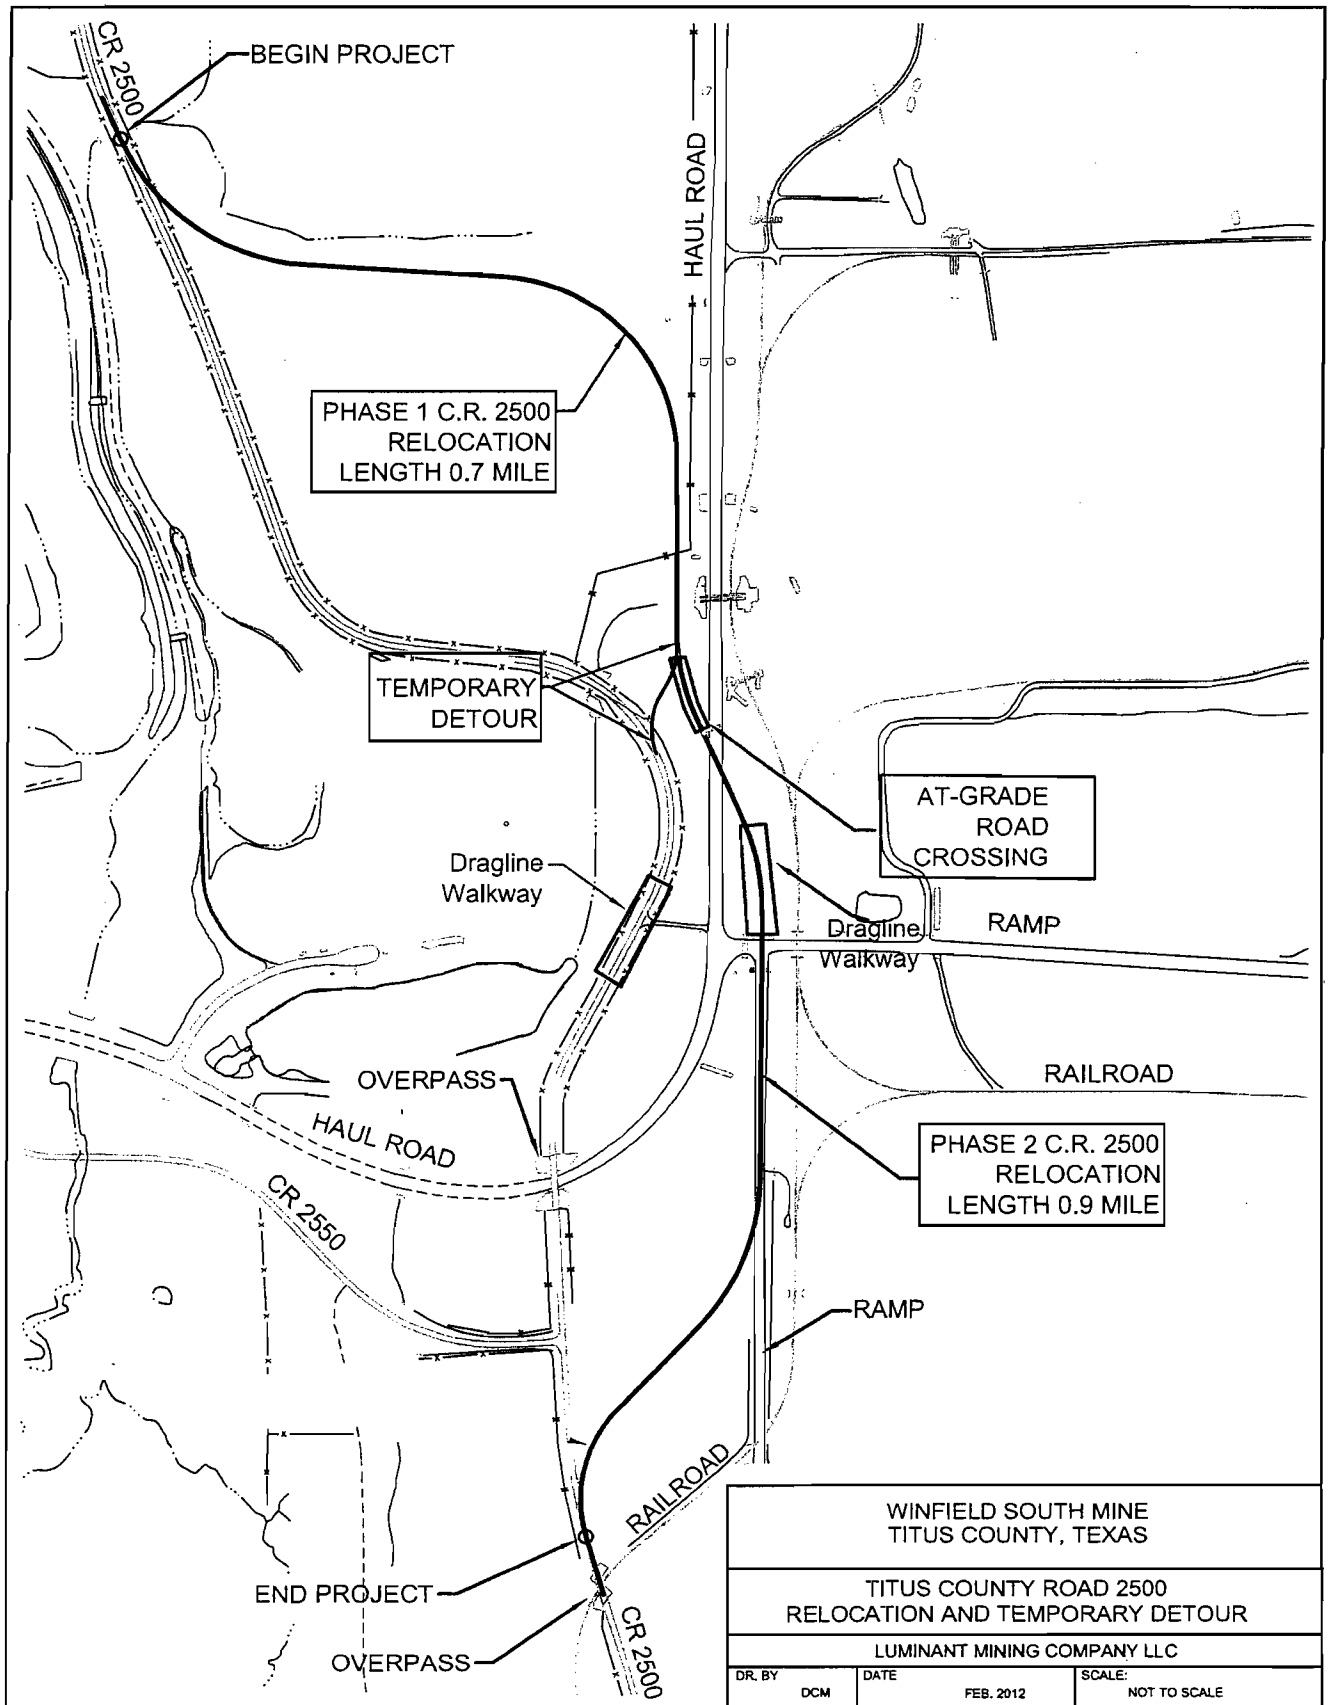 CR 2500
BEGIN PROJECT
HAUL ROAD
PHASE 1 C.R. 2500
RELOCATION
LENGTH 0.7 MILE
TEMPORARY
DETOUR
AT-GRADE
ROAD
CROSSING
Dragline
Walkway
Dragline
Walkway
RAMP
OVERPASS
RAILROAD
HAUL ROAD
PHASE 2 C.R. 2500
RELOCATION
LENGTH 0.9 MILE
CR 2550
RAMP
RAILROAD
END PROJECT
OVERPASS
CR 2500
WINFIELD SOUTH MINE
TITUS COUNTY, TEXAS
TITUS COUNTY ROAD 2500
RELOCATION AND TEMPORARY DETOUR
LUMINANT MINING COMPANY LLC
DR. BY
DCM
DATE
FEB. 2012
SCALE:
NOT TO SCALE